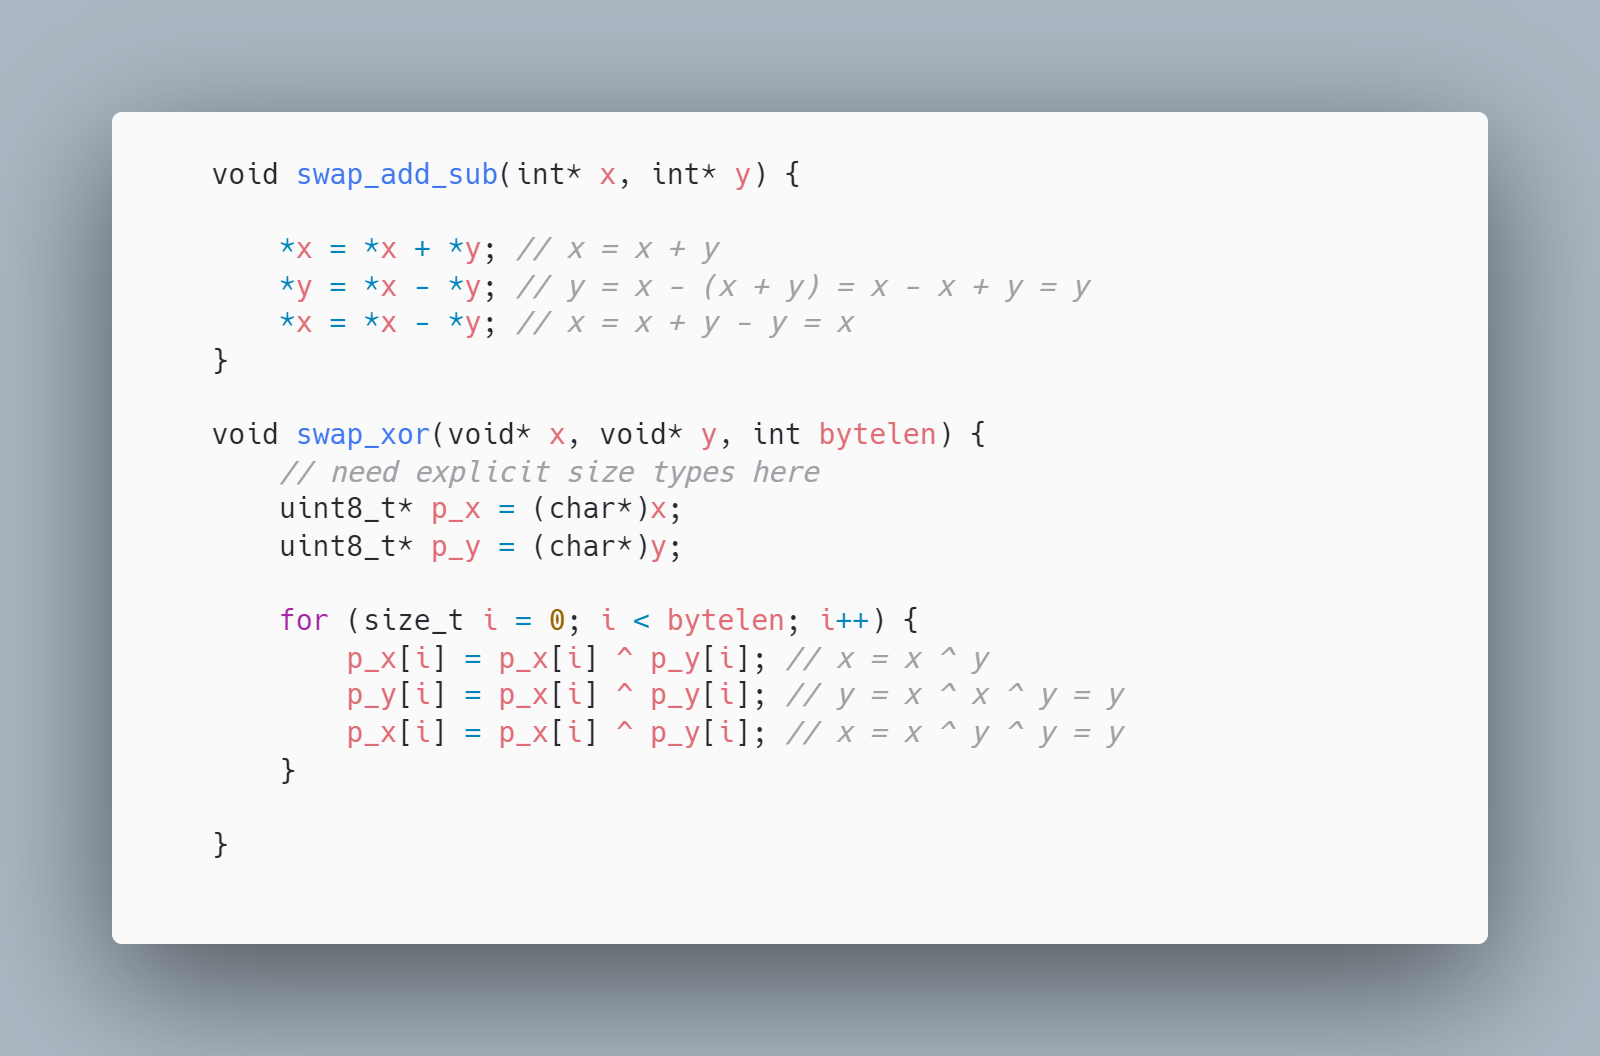 void swap_add_sub(int* x, int* y) {
*x = *x + *y; // x = x + y
*y = *x - *y; // y = x - (x + y) = x - x + y = y
*x = *x - *y; // x = x + y - y = x
}
void swap_xor(void* x, void* y, int bytelen) {
// need explicit size types here
uint8_t* p_x = (char*)x;
uint8_t* p_y = (char*)y;
for (size_t i = 0; i < bytelen; i++) {
p_x[i] = p_x[i] ^ p_y[i]; // x = x ^ y
p_y[i] = p_x[i] ^ p_y[i]; // y = x ^ x ^ y = y
p_x[i] = p_x[i] ^ p_y[i]; // x = x ^ y ^ y = y
}
}